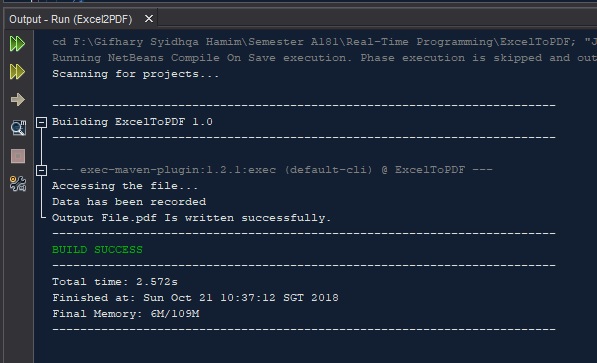 Output - Run (Excel2PDF)
cd F:\Gifhary Syidhqa Hamim\Semester A181\Real-Time Programming\ExcelToPDF; "J
Running NetBeans Compile On Save execution. Phase execution is skipped and out
Scanning for projects...
------------------------------------------------------------------------
Building ExcelToPDF 1.0
------------------------------------------------------------------------
--- exec-maven-plugin:1.2.1:exec (default-cli) @ ExcelToPDF ---
Accessing the file...
Data has been recorded
Output File.pdf Is written successfully.
------------------------------------------------------------------------
BUILD SUCCESS
------------------------------------------------------------------------
Total time: 2.572s
Finished at: Sun Oct 21 10:37:12 SGT 2018
Final Memory: 6M/109M
------------------------------------------------------------------------